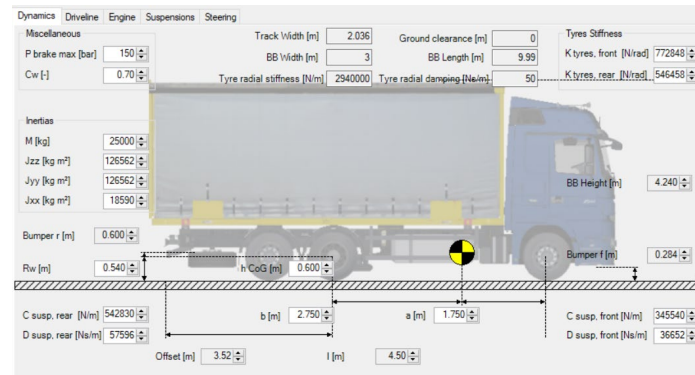 Dynamics Driveline Engine Suspensions Steering
Miscellaneous Track Width [m] 2.036 Ground clearance [m] 0 Tyres Stiffness
P brake max [bar] 150 BB Width [m] 3 BB Length [m] 9.99 K tyres, front [N/rad] 772848
Cw [-] 0.70 Tyre radial stiffness [N/m] 2940000 Tyre radial damping [Ns/m] 50 K tyres, rear [N/rad] 546458
Inertias
M [kg] 25000
Jzz [kg m²] 126562
Jyy [kg m²] 126562 BB Height [m] 4.240
Jxx [kg m²] 18590
Bumper r [m] 0.600
Bumper f [m] 0.284
Rw [m] 0.540 h CoG [m] 0.600
C susp, rear [N/m] 542830 b [m] 2.750 a [m] 1.750 C susp, front [N/m] 345540
D susp, rear [Ns/m] 57596 D susp, front [Ns/m] 36652
Offset [m] 3.52 l [m] 4.50